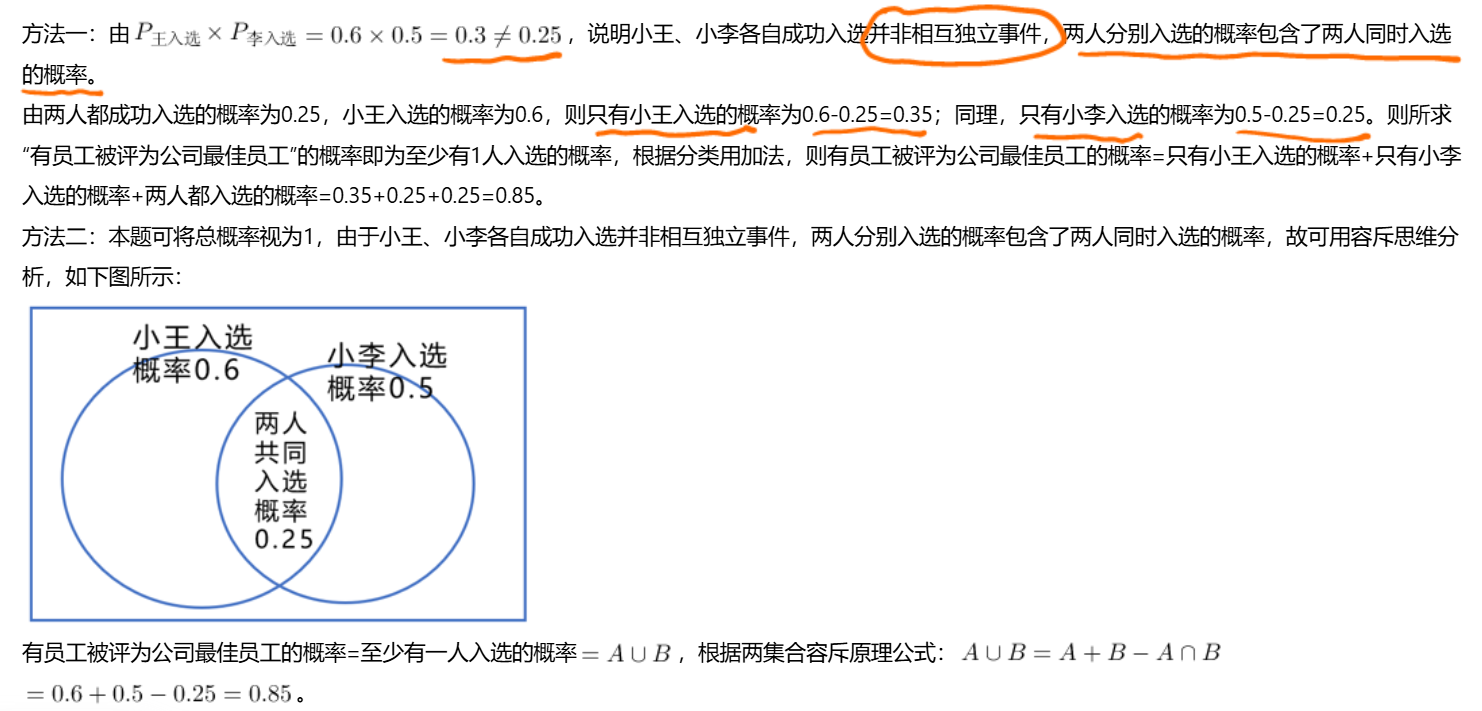 方法一：由 P王入选 × P李入选 = 0.6 × 0.5 = 0.3 ≠ 0.25，说明小王、小李各自成功入选并非相互独立事件，两人分别入选的概率包含了两人同时入选
的概率。
由两人都成功入选的概率为0.25，小王入选的概率为0.6，则只有小王入选的概率为0.6-0.25=0.35；同理，只有小李入选的概率为0.5-0.25=0.25。则所求
“有员工被评为公司最佳员工”的概率即为至少有1人入选的概率，根据分类用加法，则有员工被评为公司最佳员工的概率=只有小王入选的概率+只有小李
入选的概率+两人都入选的概率=0.35+0.25+0.25=0.85。
方法二：本题可将总概率视为1，由于小王、小李各自成功入选并非相互独立事件，两人分别入选的概率包含了两人同时入选的概率，故可用容斥思维分
析，如下图所示：
小王入选
概率0.6
小李入选
概率0.5
两人
共同
入选
概率
0.25
有员工被评为公司最佳员工的概率=至少有一人入选的概率 = A ∪ B，根据两集合容斥原理公式： A ∪ B = A + B − A ∩ B
= 0.6 + 0.5 − 0.25 = 0.85。